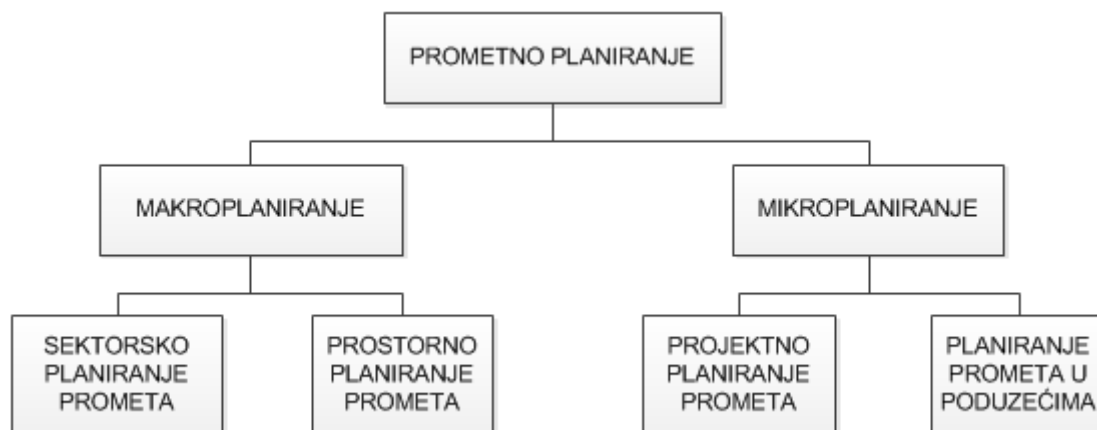 PROMETNO PLANIRANJE
MAKROPLANIRANJE
MIKROPLANIRANJE
SEKTORSKO
PLANIRANJE
PROMETA
PROSTORNO
PLANIRANJE
PROMETA
PROJEKTNO
PLANIRANJE
PROMETA
PLANIRANJE
PROMETA U
PODUZEĆIMA